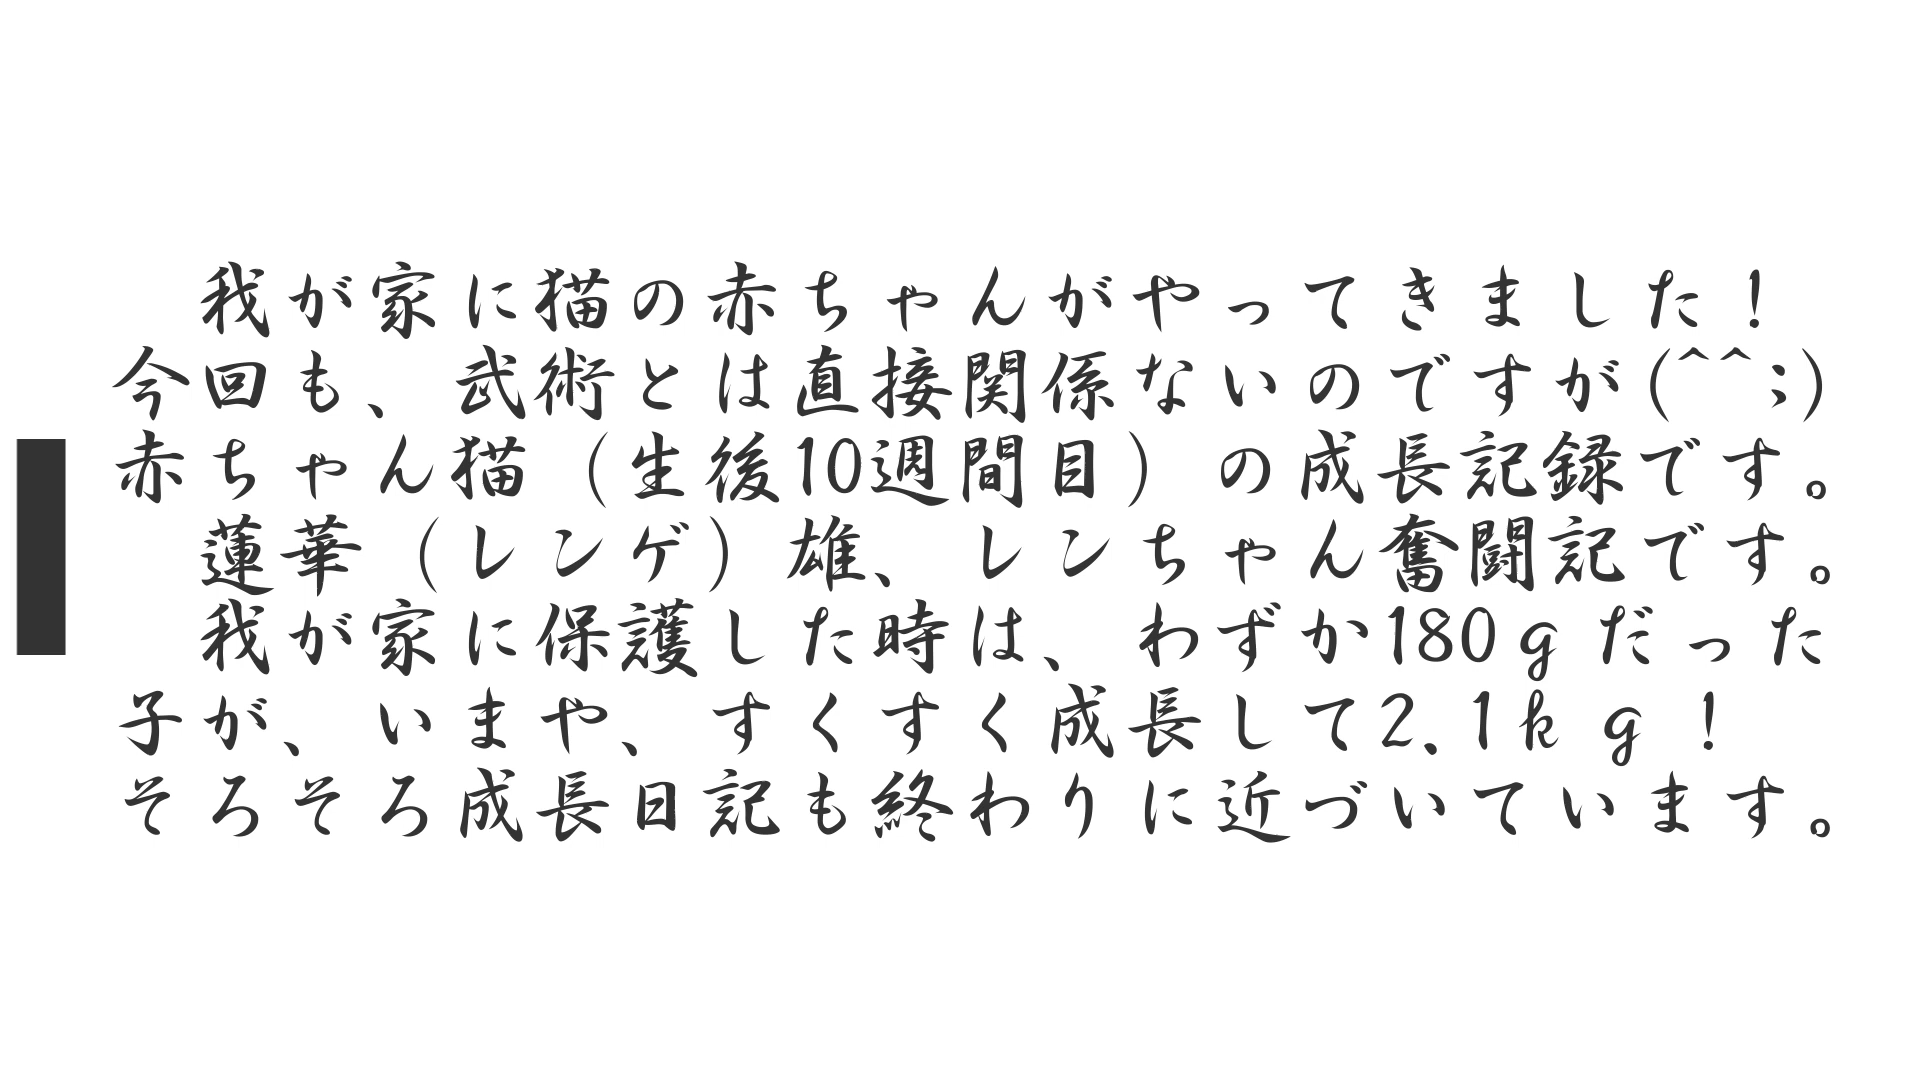 我が家に猫の赤ちゃんがやってきました！
今回も、武術とは直接関係ないのですが(^^;)
赤ちゃん猫（生後10週間目）の成長記録です。
　蓮華（レンゲ）雄、レンちゃん奮闘記です。
　我が家に保護した時は、わずか180ｇだった
子が、いまや、すくすく成長して2.1ｋｇ！
そろそろ成長日記も終わりに近づいています。